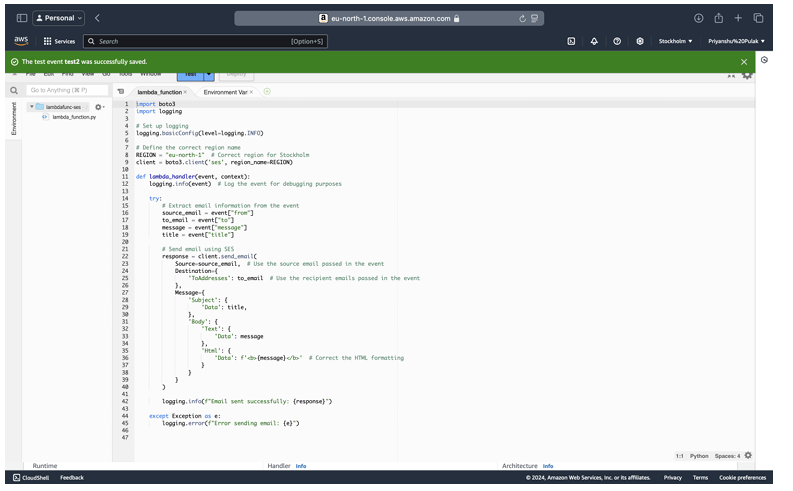 Personal
eu-north-1.console.aws.amazon.com
aws Services Search [Option+S] Stockholm Priyanshu%20Pulak
The test event test2 was successfully saved.
File Edit Find View Go Tools Window Test Deploy
Go to Anything (⌘ P) lambda_function Environment Var
Environment
lambdafunc-ses
lambda_function.py
1 import boto3
2 import logging
3
4 # Set up logging
5 logging.basicConfig(level=logging.INFO)
6
7 # Define the correct region name
8 REGION = "eu-north-1" # Correct region for Stockholm
9 client = boto3.client('ses', region_name=REGION)
10
11 def lambda_handler(event, context):
12 logging.info(event) # Log the event for debugging purposes
13
14 try:
15 # Extract email information from the event
16 source_email = event["from"]
17 to_email = event["to"]
18 message = event["message"]
19 title = event["title"]
20
21 # Send email using SES
22 response = client.send_email(
23 Source=source_email, # Use the source email passed in the event
24 Destination={
25 'ToAddresses': to_email # Use the recipient emails passed in the event
26 },
27 Message={
28 'Subject': {
29 'Data': title,
30 },
31 'Body': {
32 'Text': {
33 'Data': message
34 },
35 'Html': {
36 'Data': f'<b>{message}</b>' # Correct the HTML formatting
37 }
38 }
39 }
40 )
41
42 logging.info(f"Email sent successfully: {response}")
43
44 except Exception as e:
45 logging.error(f"Error sending email: {e}")
46
47
1:1 Python Spaces: 4
Runtime Handler Info Architecture Info
CloudShell Feedback © 2024, Amazon Web Services, Inc. or its affiliates. Privacy Terms Cookie preferences